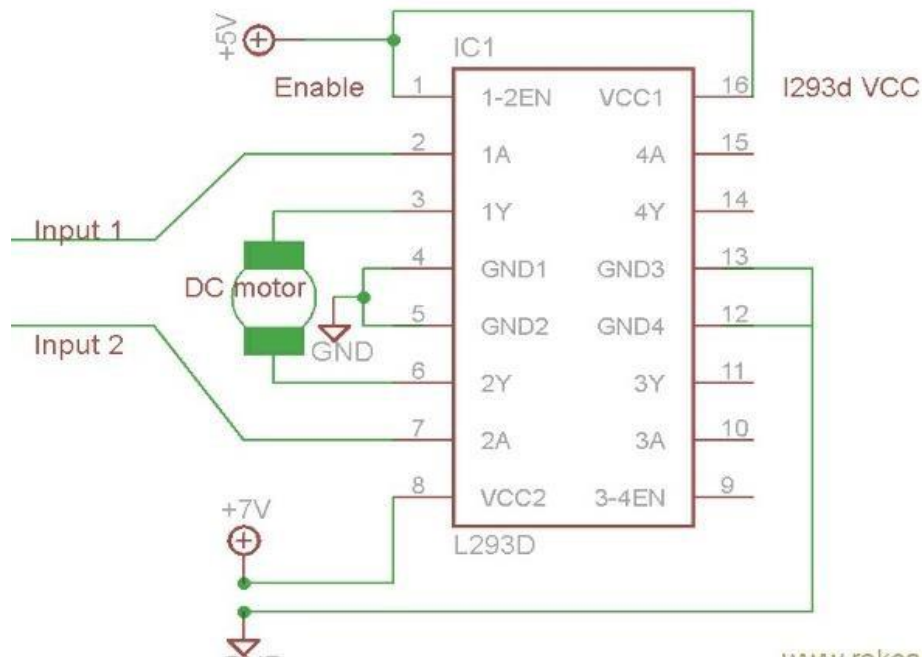 +5V
IC1
Enable
1
1-2EN
VCC1
16
l293d VCC
2
1A
4A
15
3
1Y
4Y
14
Input 1
4
GND1
GND3
13
DC motor
5
GND2
GND4
12
Input 2
GND
6
2Y
3Y
11
7
2A
3A
10
8
VCC2
3-4EN
9
+7V
L293D